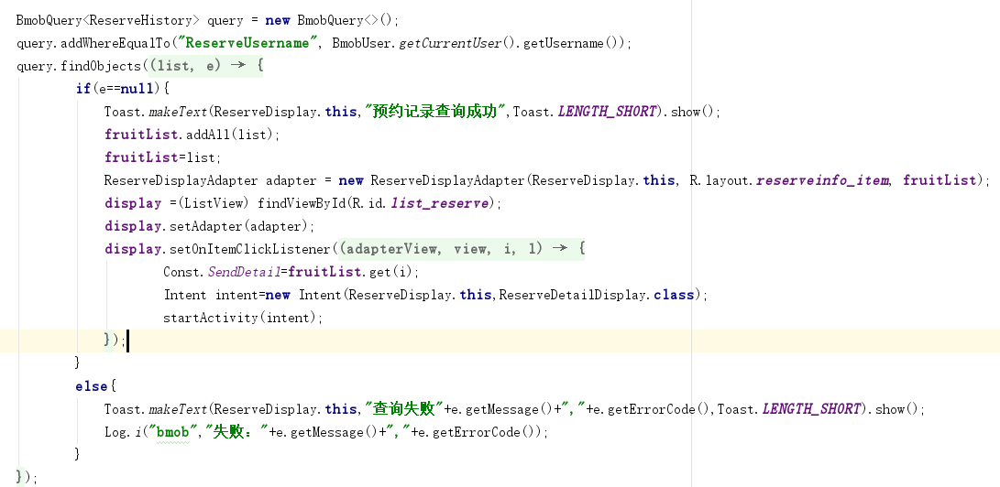 BmobQuery<ReserveHistory> query = new BmobQuery<>();
query.addWhereEqualTo("ReserveUsername", BmobUser.getCurrentUser().getUsername());
query.findObjects((list, e) → {
if(e==null){
Toast.makeText(ReserveDisplay.this,"预约记录查询成功",Toast.LENGTH_SHORT).show();
fruitList.addAll(list);
fruitList=list;
ReserveDisplayAdapter adapter = new ReserveDisplayAdapter(ReserveDisplay.this, R.layout.reserveinfo_item, fruitList);
display =(ListView) findViewById(R.id.list_reserve);
display.setAdapter(adapter);
display.setOnItemClickListener((adapterView, view, i, l) → {
Const.SendDetail=fruitList.get(i);
Intent intent=new Intent(ReserveDisplay.this,ReserveDetailDisplay.class);
startActivity(intent);
});
}
else{
Toast.makeText(ReserveDisplay.this,"查询失败"+e.getMessage()+","+e.getErrorCode(),Toast.LENGTH_SHORT).show();
Log.i("bmob","失败："+e.getMessage()+","+e.getErrorCode());
}
});